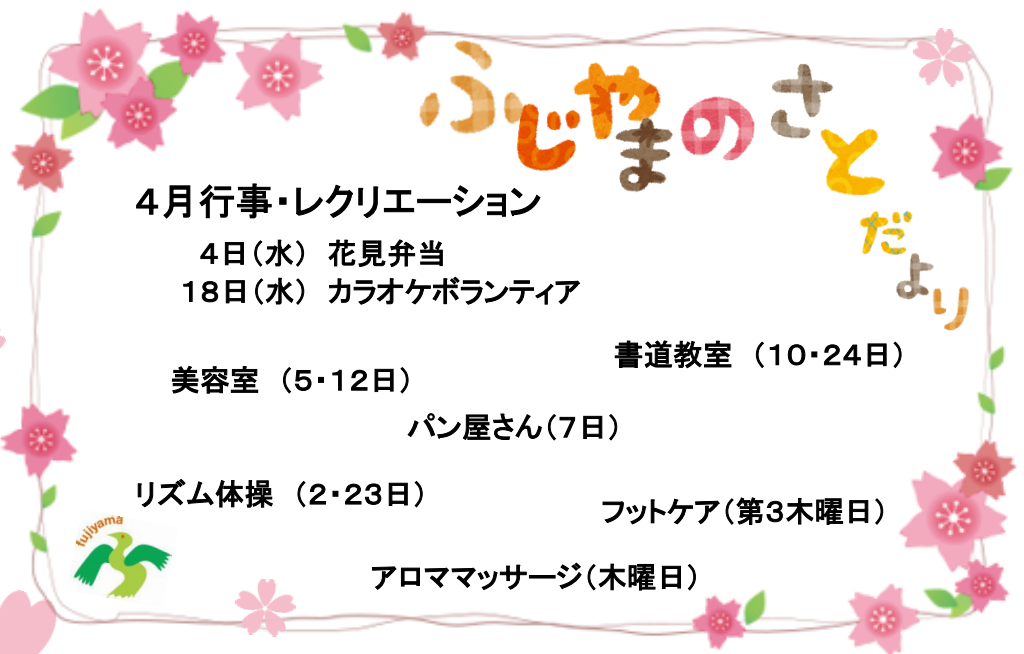 ふじやまのさと
だより
４月行事・レクリエーション
４日（水）　花見弁当
１８日（水）　カラオケボランティア
書道教室　（１０・２４日）
美容室　（５・１２日）
パン屋さん（７日）
リズム体操　（２・２３日）
フットケア（第３木曜日）
fujiyama
アロママッサージ（木曜日）